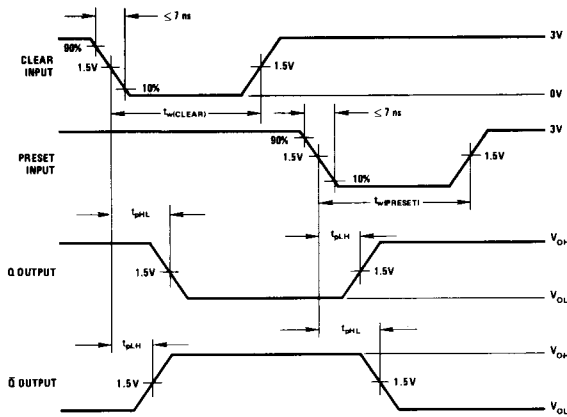 ≤ 7 ns
3V
90%
CLEAR
INPUT
1.5V
1.5V
10%
0V
tw(CLEAR)
≤ 7 ns
3V
PRESET
INPUT
90%
1.5V
1.5V
10%
tw(PRESET)
tpHL
tpLH
VOH
Q OUTPUT
1.5V
1.5V
VOL
tpLH
tpHL
VOH
Q̄ OUTPUT
1.5V
1.5V
VOL